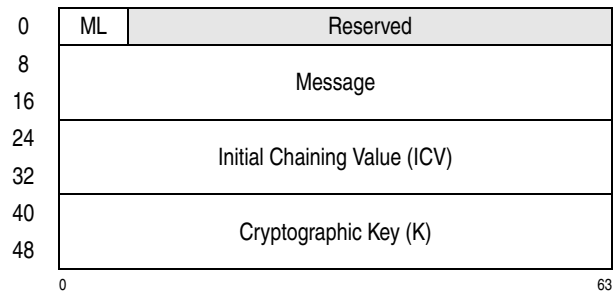 0 ML Reserved
8
Message
16
24
Initial Chaining Value (ICV)
32
40
Cryptographic Key (K)
48
0 63